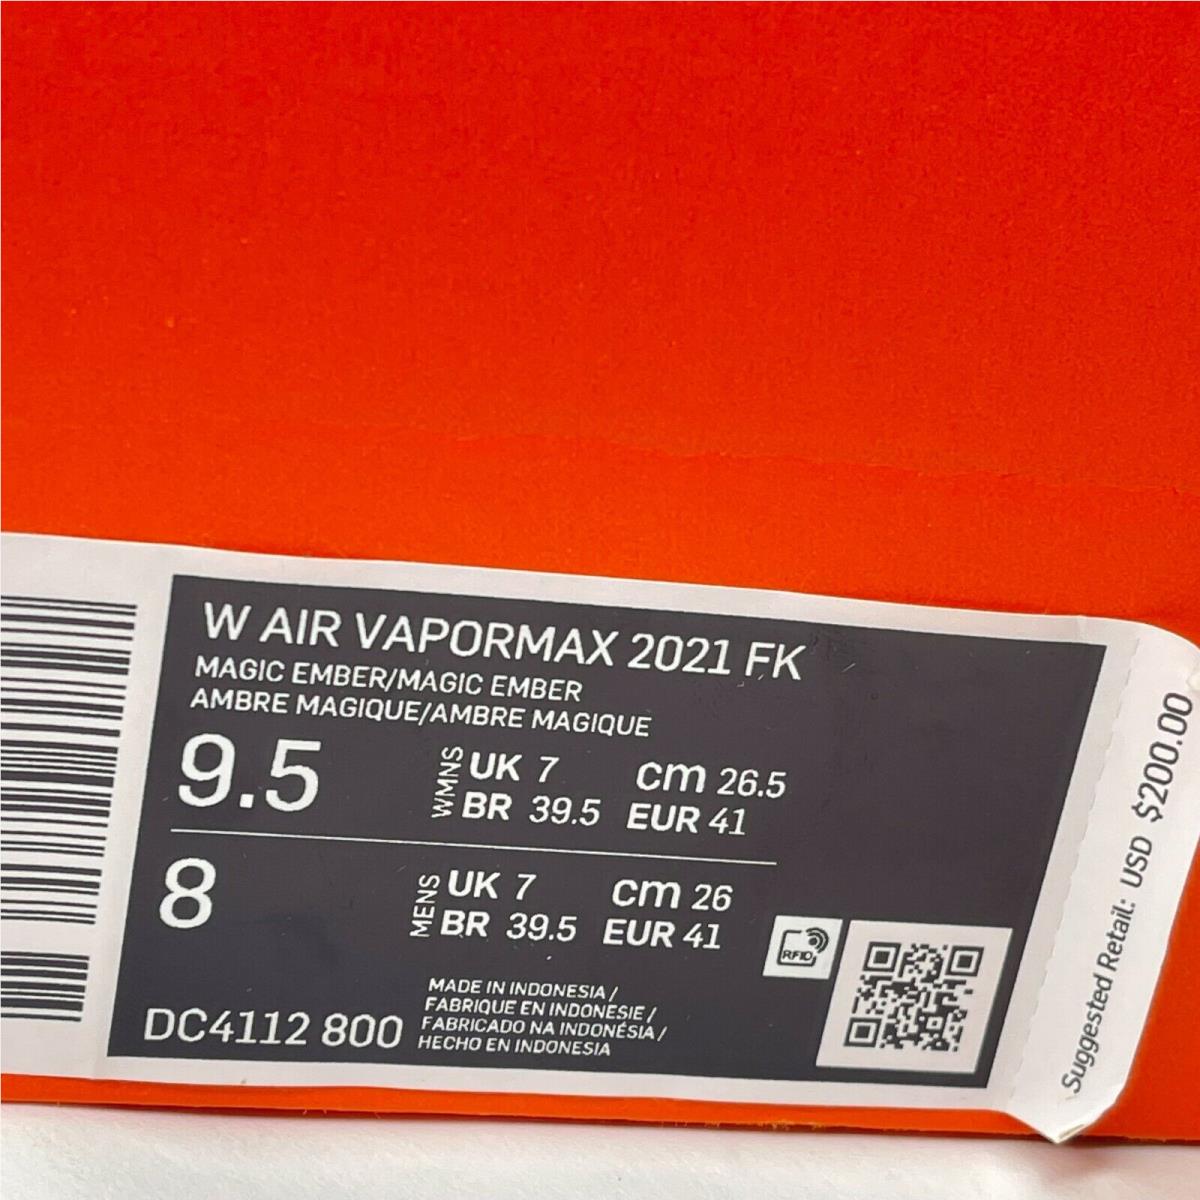 W AIR VAPORMAX 2021 FK
MAGIC EMBER/MAGIC EMBER
AMBRE MAGIQUE/AMBRE MAGIQUE
9.5
WMNS
UK 7 cm 26.5
BR 39.5 EUR 41
8
MENS
UK 7 cm 26
BR 39.5 EUR 41
DC4112 800
MADE IN INDONESIA /
FABRIQUE EN INDONESIE /
FABRICADO NA INDONÉSIA /
HECHO EN INDONESIA
RFID
Suggested Retail: USD $200.00